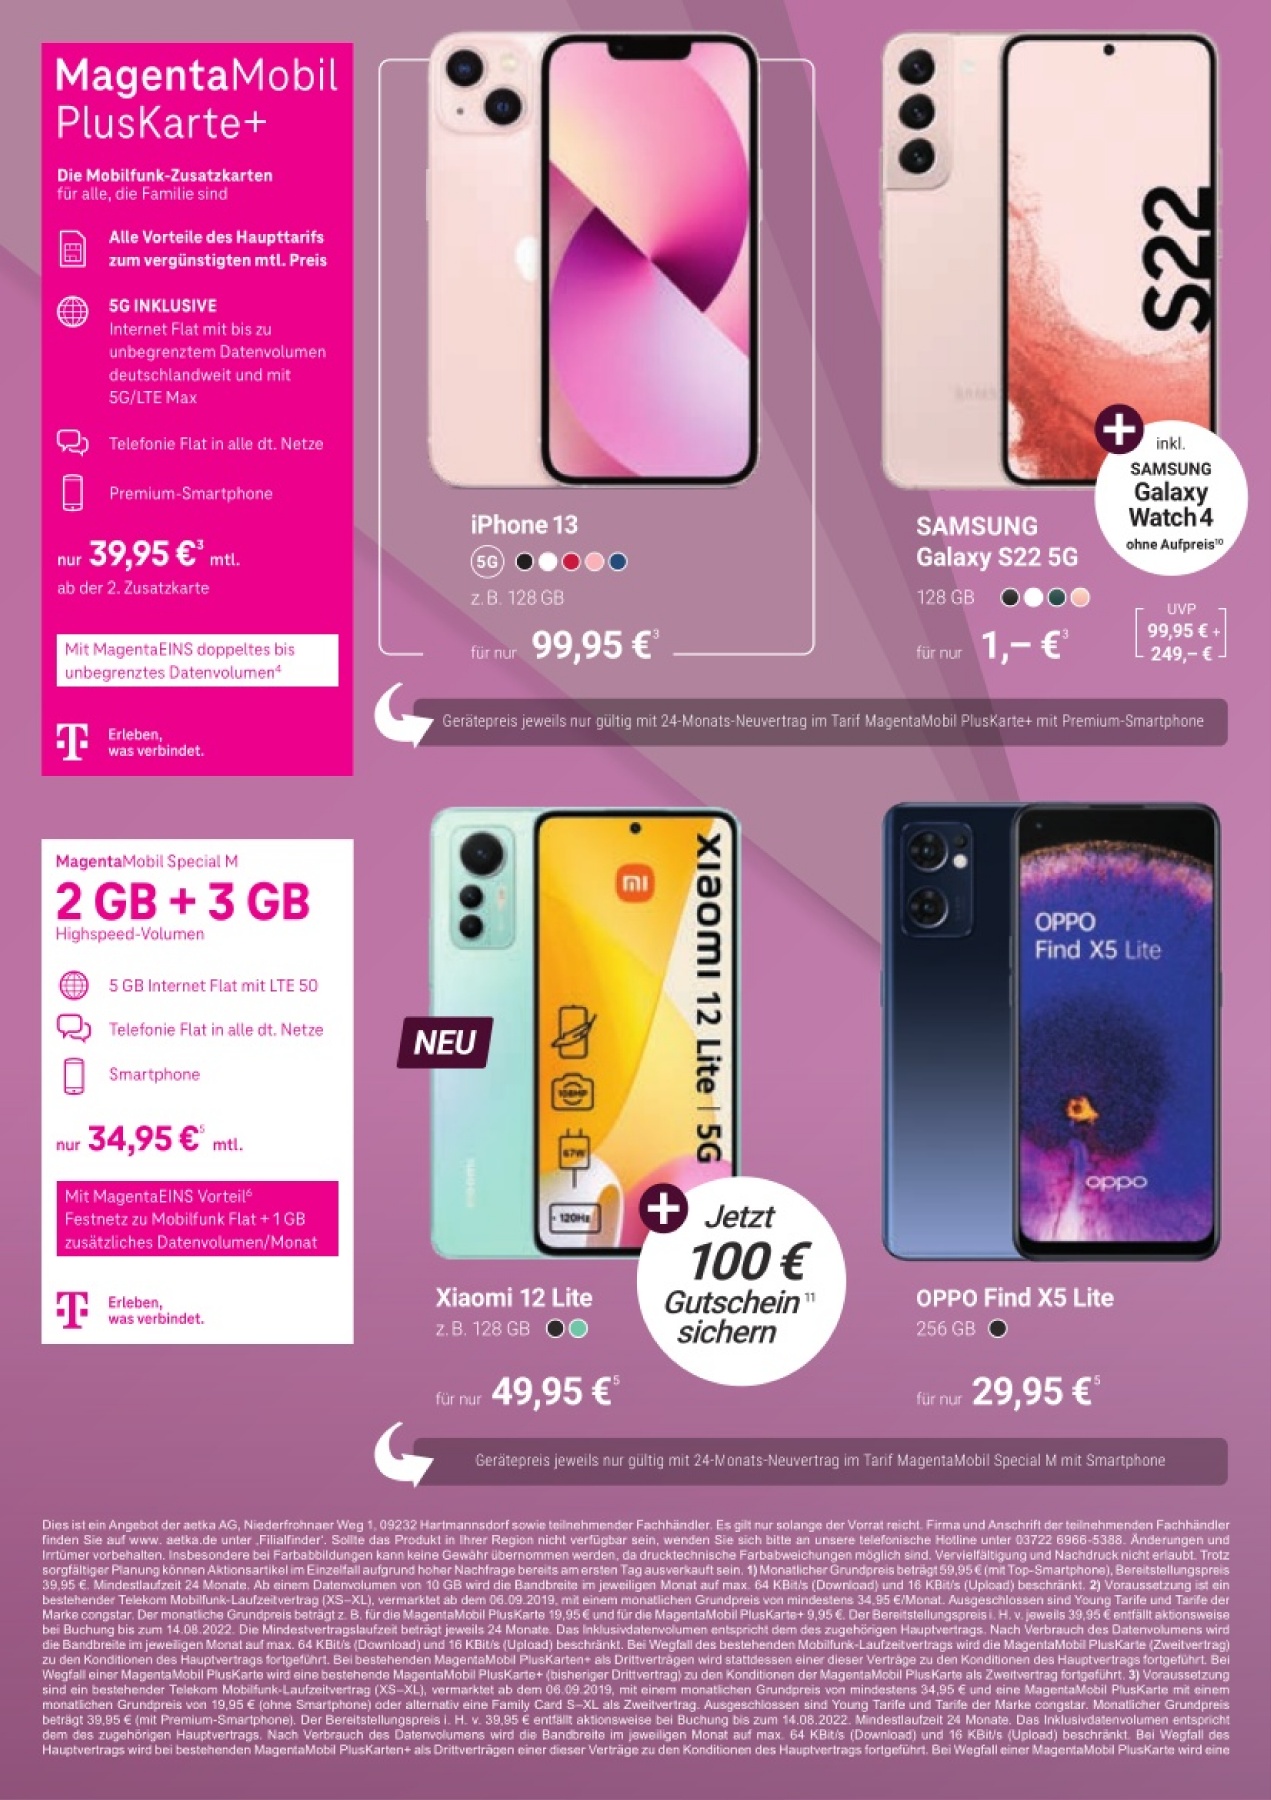 MagentaMobil
PlusKarte+
Die Mobilfunk-Zusatzkarten
für alle, die Familie sind
Alle Vorteile des Haupttarifs
zum vergünstigten mtl. Preis
5G INKLUSIVE
Internet Flat mit bis zu
unbegrenztem Datenvolumen
deutschlandweit und mit
5G/LTE Max
Telefonie Flat in alle dt. Netze
Premium-Smartphone
nur 39,95 €³ mtl.
ab der 2. Zusatzkarte
Mit MagentaEINS doppeltes bis
unbegrenztes Datenvolumen⁴
T Erleben,
was verbindet.
iPhone 13
5G
z. B. 128 GB
für nur 99,95 €³
S22
SAMSUNG
Galaxy S22 5G
128 GB
für nur 1,– €³
+
inkl.
SAMSUNG
Galaxy
Watch4
ohne Aufpreis¹⁰
UVP
99,95 € +
249,– €
Gerätepreis jeweils nur gültig mit 24-Monats-Neuvertrag im Tarif MagentaMobil PlusKarte+ mit Premium-Smartphone
MagentaMobil Special M
2 GB + 3 GB
Highspeed-Volumen
5 GB Internet Flat mit LTE 50
Telefonie Flat in alle dt. Netze
Smartphone
nur 34,95 €⁵ mtl.
Mit MagentaEINS Vorteil⁶
Festnetz zu Mobilfunk Flat + 1 GB
zusätzliches Datenvolumen/Monat
T Erleben,
was verbindet.
NEU
mi
xiaomi 12 Lite | 5G
108MP
67W
120Hz
Xiaomi 12 Lite
z. B. 128 GB
für nur 49,95 €⁵
+
Jetzt
100 €
Gutschein¹¹
sichern
OPPO
Find X5 Lite
oppo
OPPO Find X5 Lite
256 GB
für nur 29,95 €⁵
Gerätepreis jeweils nur gültig mit 24-Monats-Neuvertrag im Tarif MagentaMobil Special M mit Smartphone
Dies ist ein Angebot der aetka AG, Niederfrohnaer Weg 1, 09232 Hartmannsdorf sowie teilnehmender Fachhändler. Es gilt nur solange der Vorrat reicht. Firma und Anschrift der teilnehmenden Fachhändler
finden Sie auf www. aetka.de unter ‚Filialfinder‘. Sollte das Produkt in Ihrer Region nicht verfügbar sein, wenden Sie sich bitte an unsere telefonische Hotline unter 03722 6966-5388. Änderungen und
Irrtümer vorbehalten. Insbesondere bei Farbabbildungen kann keine Gewähr übernommen werden, da drucktechnische Farbabweichungen möglich sind. Vervielfältigung und Nachdruck nicht erlaubt. Trotz
sorgfältiger Planung können Aktionsartikel im Einzelfall aufgrund hoher Nachfrage bereits am ersten Tag ausverkauft sein. 1) Monatlicher Grundpreis beträgt 59,95 € (mit Top-Smartphone), Bereitstellungspreis
39,95 €. Mindestlaufzeit 24 Monate. Ab einem Datenvolumen von 10 GB wird die Bandbreite im jeweiligen Monat auf max. 64 KBit/s (Download) und 16 KBit/s (Upload) beschränkt. 2) Voraussetzung ist ein
bestehender Telekom Mobilfunk-Laufzeitvertrag (XS–XL), vermarktet ab dem 06.09.2019, mit einem monatlichen Grundpreis von mindestens 34,95 €/Monat. Ausgeschlossen sind Young Tarife und Tarife der
Marke congstar. Der monatliche Grundpreis beträgt z. B. für die MagentaMobil PlusKarte 19,95 € und für die MagentaMobil PlusKarte+ 9,95 €. Der Bereitstellungspreis i. H. v. jeweils 39,95 € entfällt aktionsweise
bei Buchung bis zum 14.08.2022. Die Mindestvertragslaufzeit beträgt jeweils 24 Monate. Das Inklusivdatenvolumen entspricht dem des zugehörigen Hauptvertrags. Nach Verbrauch des Datenvolumens wird
die Bandbreite im jeweiligen Monat auf max. 64 KBit/s (Download) und 16 KBit/s (Upload) beschränkt. Bei Wegfall des bestehenden Mobilfunk-Laufzeitvertrags wird die MagentaMobil PlusKarte (Zweitvertrag)
zu den Konditionen des Hauptvertrags fortgeführt. Bei bestehenden MagentaMobil PlusKarten+ als Drittverträgen wird stattdessen einer dieser Verträge zu den Konditionen des Hauptvertrags fortgeführt. Bei
Wegfall einer MagentaMobil PlusKarte wird eine bestehende MagentaMobil PlusKarte+ (bisheriger Drittvertrag) zu den Konditionen der MagentaMobil PlusKarte als Zweitvertrag fortgeführt. 3) Voraussetzung
sind ein bestehender Telekom Mobilfunk-Laufzeitvertrag (XS–XL), vermarktet ab dem 06.09.2019, mit einem monatlichen Grundpreis von mindestens 34,95 € und eine MagentaMobil PlusKarte mit einem
monatlichen Grundpreis von 19,95 € (ohne Smartphone) oder alternativ eine Family Card S–XL als Zweitvertrag. Ausgeschlossen sind Young Tarife und Tarife der Marke congstar. Monatlicher Grundpreis
beträgt 39,95 € (mit Premium-Smartphone). Der Bereitstellungspreis i. H. v. 39,95 € entfällt aktionsweise bei Buchung bis zum 14.08.2022. Mindestlaufzeit 24 Monate. Das Inklusivdatenvolumen entspricht
dem des zugehörigen Hauptvertrags. Nach Verbrauch des Datenvolumens wird die Bandbreite im jeweiligen Monat auf max. 64 KBit/s (Download) und 16 KBit/s (Upload) beschränkt. Bei Wegfall des
Hauptvertrags wird bei bestehenden MagentaMobil PlusKarten+ als Drittverträgen einer dieser Verträge zu den Konditionen des Hauptvertrags fortgeführt. Bei Wegfall einer MagentaMobil PlusKarte wird eine